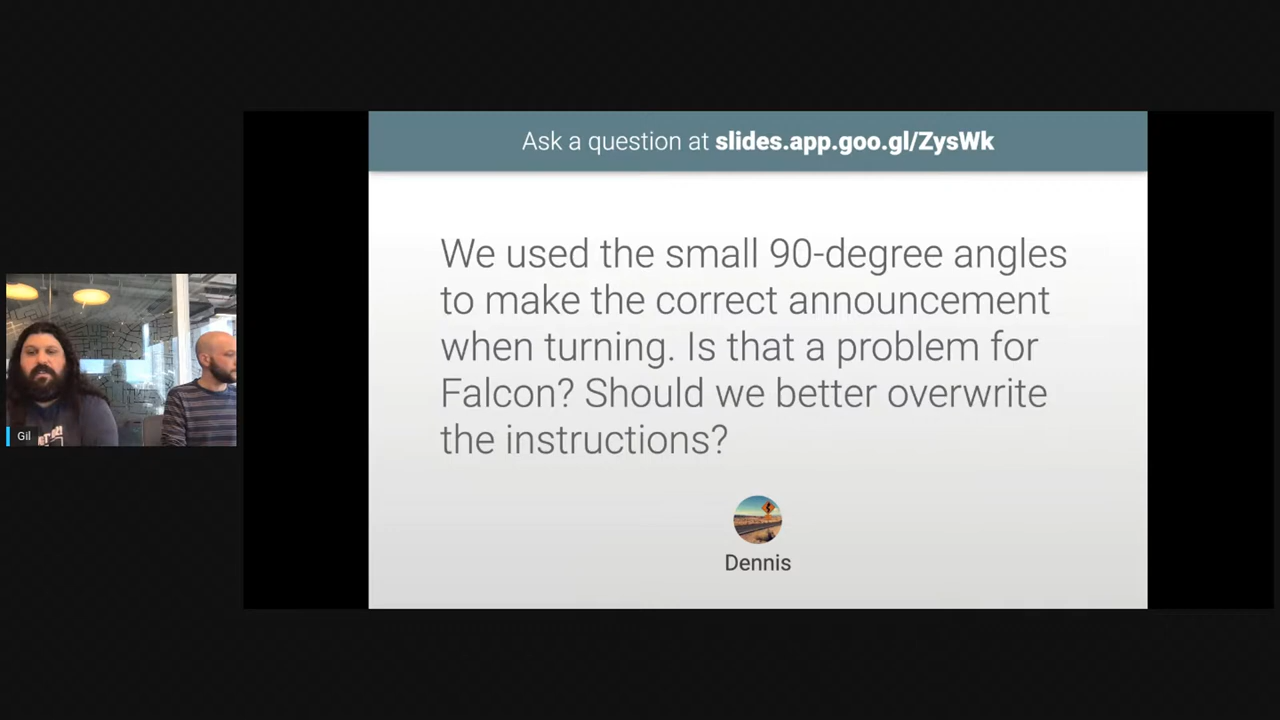 Ask a question at slides.app.goo.gl/ZysWk
We used the small 90-degree angles
to make the correct announcement
when turning. Is that a problem for
Falcon? Should we better overwrite
the instructions?
Dennis
Gil